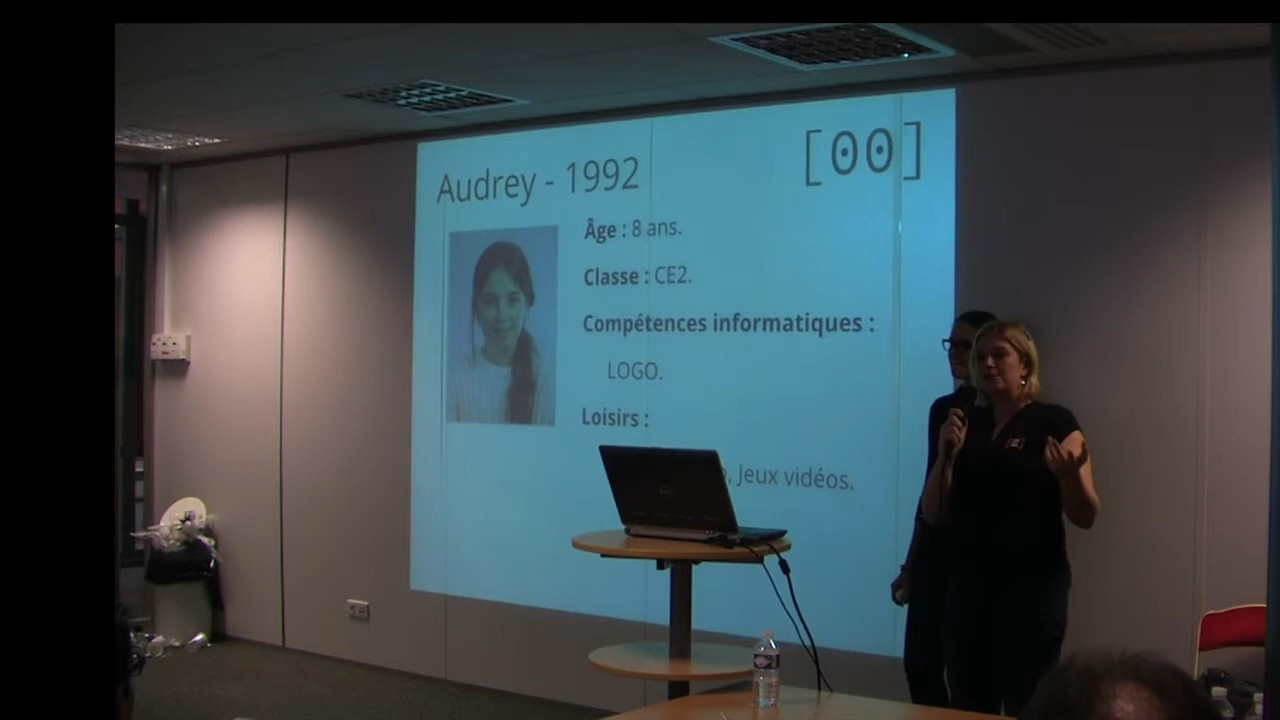 [00]
Audrey - 1992
Âge : 8 ans.
Classe : CE2.
Compétences informatiques :
LOGO.
Loisirs :
, Jeux vidéos.